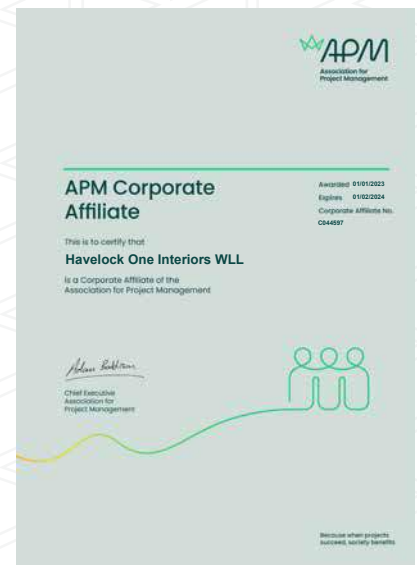 APM
Association for
Project Management
APM Corporate
Affiliate
Awarded 01/01/2023
Expires 01/02/2024
Corporate Affiliate No.
C044597
This is to certify that
Havelock One Interiors WLL
is a Corporate Affiliate of the
Association for Project Management
Chief Executive
Association for
Project Management
Because when projects
succeed, society benefits